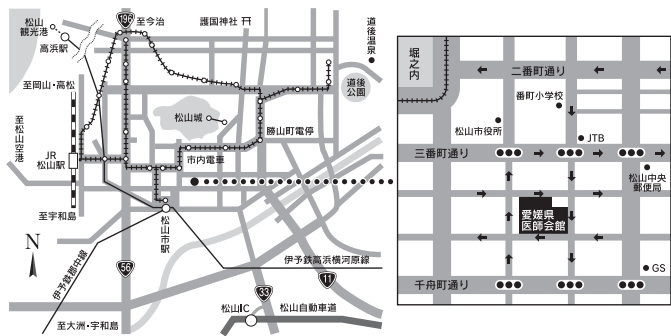 松山
観光港
高浜駅
196
至今治
護国神社
道後
温泉
至岡山・高松
道後
公園
至松山空港
松山城
勝山町電停
JR
松山駅
市内電車
至宇和島
N
松山市駅
伊予鉄郡中線
伊予鉄高浜横河原線
56
33
11
松山IC
松山自動車道
至大洲・宇和島
堀之内
二番町通り
番町小学校
松山市役所
JTB
三番町通り
松山中央
郵便局
愛媛県
医師会館
GS
千舟町通り